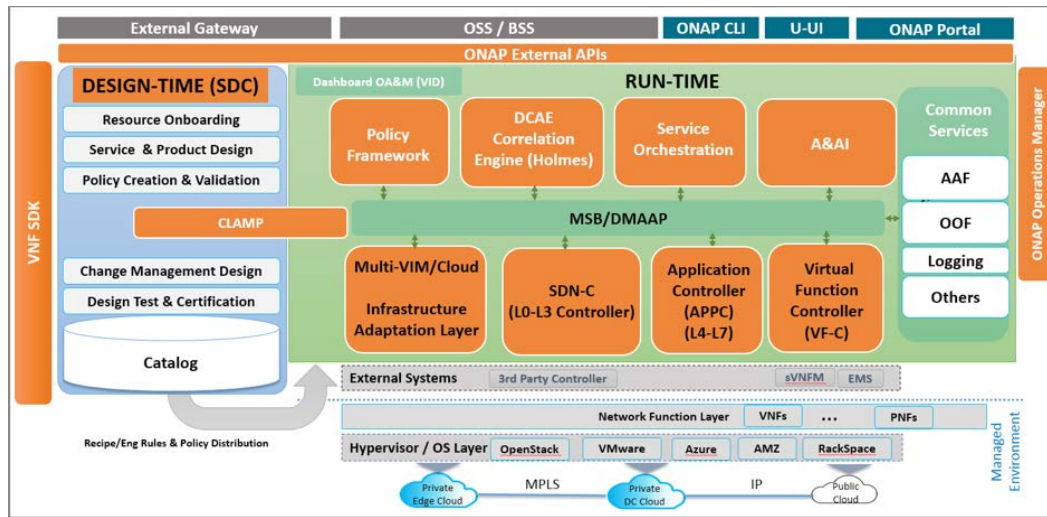 External Gateway
OSS / BSS
ONAP CLI
U-UI
ONAP Portal
ONAP External APIs
VNF SDK
DESIGN-TIME (SDC)
Resource Onboarding
Service & Product Design
Policy Creation & Validation
CLAMP
Change Management Design
Design Test & Certification
Catalog
Recipe/Eng Rules & Policy Distribution
Dashboard OA&M (VID)
RUN-TIME
Policy
Framework
DCAE
Correlation
Engine (Holmes)
Service
Orchestration
A&AI
MSB/DMAAP
Multi-VIM/Cloud
Infrastructure
Adaptation Layer
SDN-C
(L0-L3 Controller)
Application
Controller
(APPC)
(L4-L7)
Virtual
Function
Controller
(VF-C)
Common
Services
AAF
OOF
Logging
Others
ONAP Operations Manager
External Systems
3rd Party Controller
sVNFM
EMS
Network Function Layer
VNFs
...
PNFs
Hypervisor / OS Layer
OpenStack
VMware
Azure
AMZ
RackSpace
Private
Edge Cloud
MPLS
Private
DC Cloud
IP
Public
Cloud
Managed
Environment